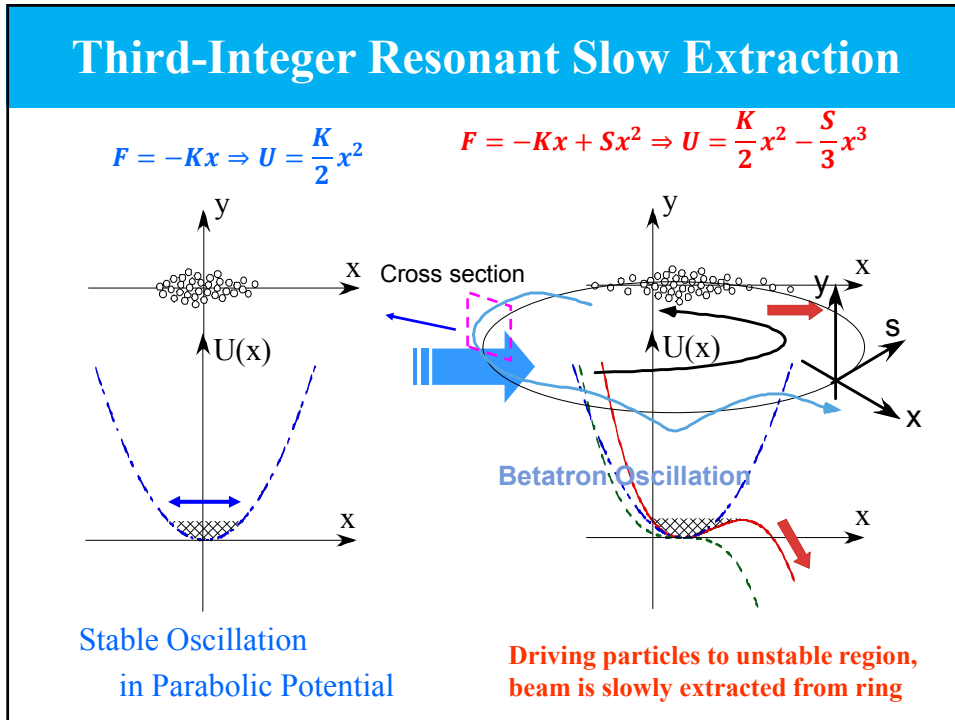 Third-Integer Resonant Slow Extraction
F = −Kx ⇒ U = K/2 x²
F = −Kx + Sx² ⇒ U = K/2 x² − S/3 x³
y
x
U(x)
x
Stable Oscillation
in Parabolic Potential
Cross section
y
x
y
s
x
U(x)
Betatron Oscillation
x
Driving particles to unstable region,
beam is slowly extracted from ring